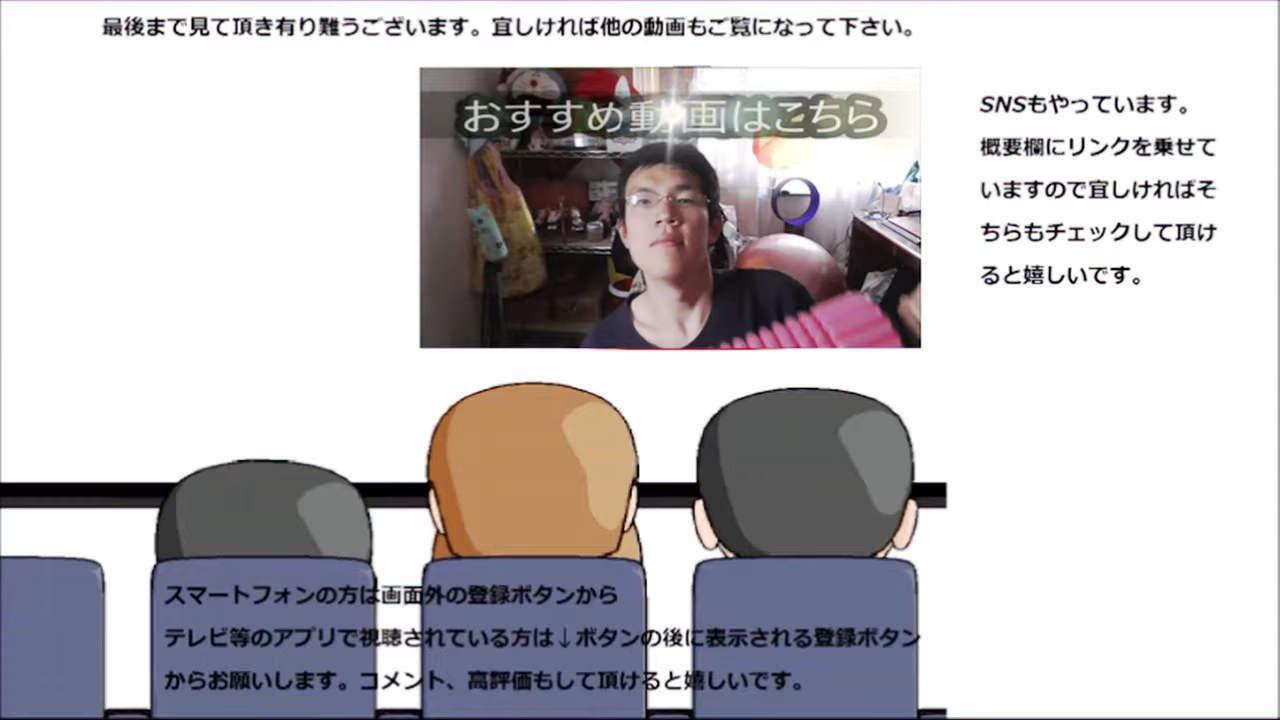 最後まで見て頂き有り難うございます。宜しければ他の動画もご覧になって下さい。
おすすめ動画はこちら
SNSもやっています。
概要欄にリンクを乗せて
いますので宜しければそ
ちらもチェックして頂け
ると嬉しいです。
スマートフォンの方は画面外の登録ボタンから
テレビ等のアプリで視聴されている方は↓ボタンの後に表示される登録ボタン
からお願いします。コメント、高評価もして頂けると嬉しいです。